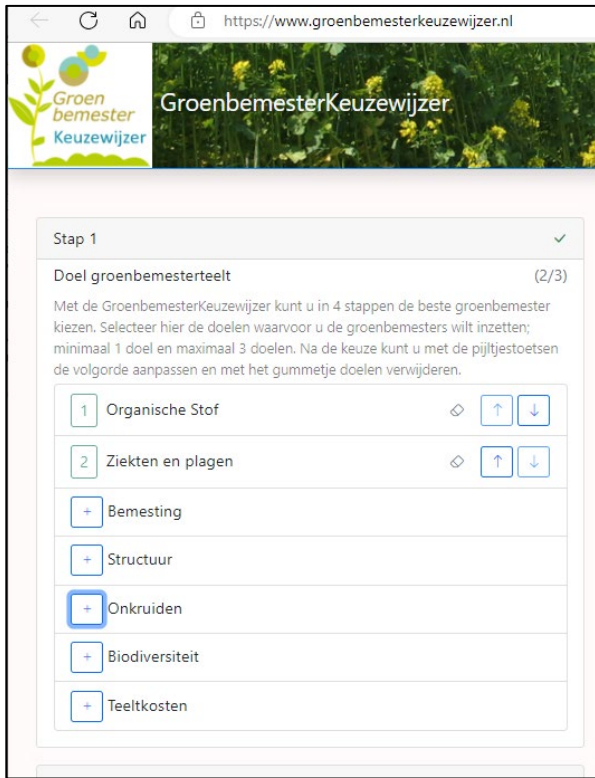 https://www.groenbemesterkeuzewijzer.nl
Groen
bemester
Keuzewijzer
GroenbemesterKeuzewijzer
Stap 1
Doel groenbemesterteelt (2/3)
Met de GroenbemesterKeuzewijzer kunt u in 4 stappen de beste groenbemester
kiezen. Selecteer hier de doelen waarvoor u de groenbemesters wilt inzetten;
minimaal 1 doel en maximaal 3 doelen. Na de keuze kunt u met de pijltjestoetsen
de volgorde aanpassen en met het gummetje doelen verwijderen.
1 Organische Stof
2 Ziekten en plagen
+ Bemesting
+ Structuur
+ Onkruiden
+ Biodiversiteit
+ Teeltkosten